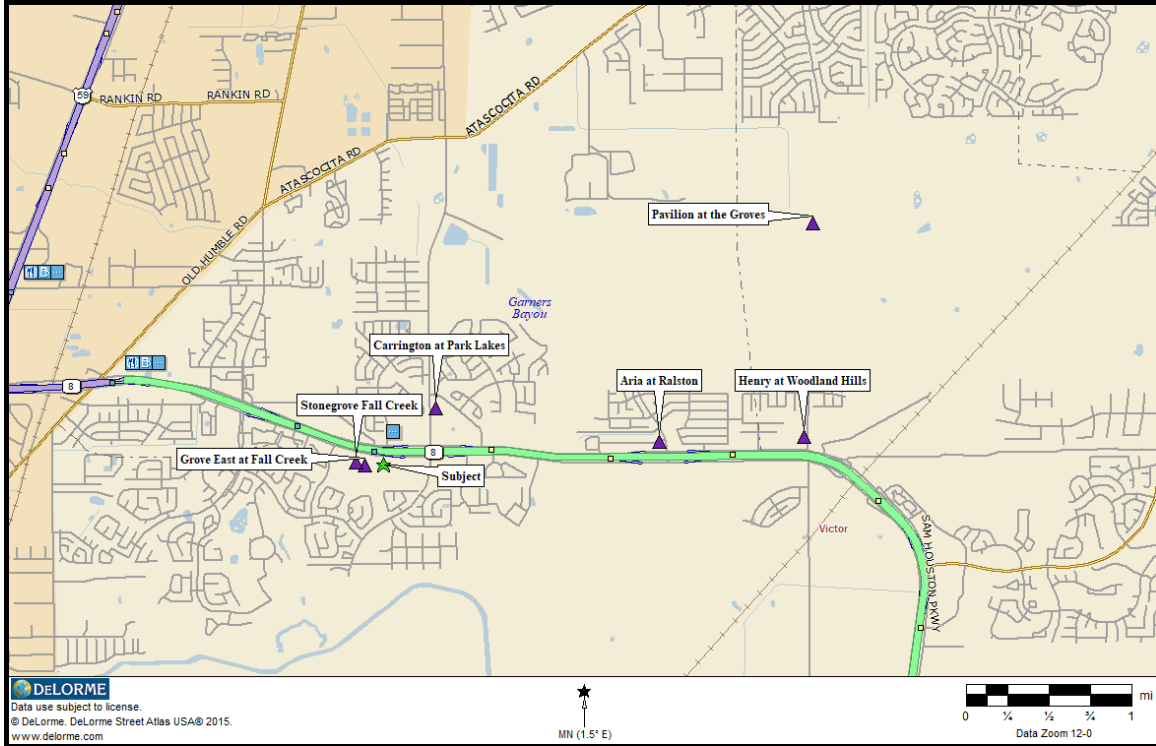 59
RANKIN RD
RANKIN RD
ATASCOCITA RD
ATASCOCITA RD
OLD HUMBLE RD
Pavilion at the Groves
Garners
Bayou
Carrington at Park Lakes
8
Aria at Ralston
Henry at Woodland Hills
Stonegrove Fall Creek
8
Grove East at Fall Creek
Subject
Victor
SAM HOUSTON PKWY
DELORME
Data use subject to license.
© DeLorme. DeLorme Street Atlas USA® 2015.
www.delorme.com
MN (1.5° E)
mi
0 ¼ ½ ¾ 1
Data Zoom 12-0